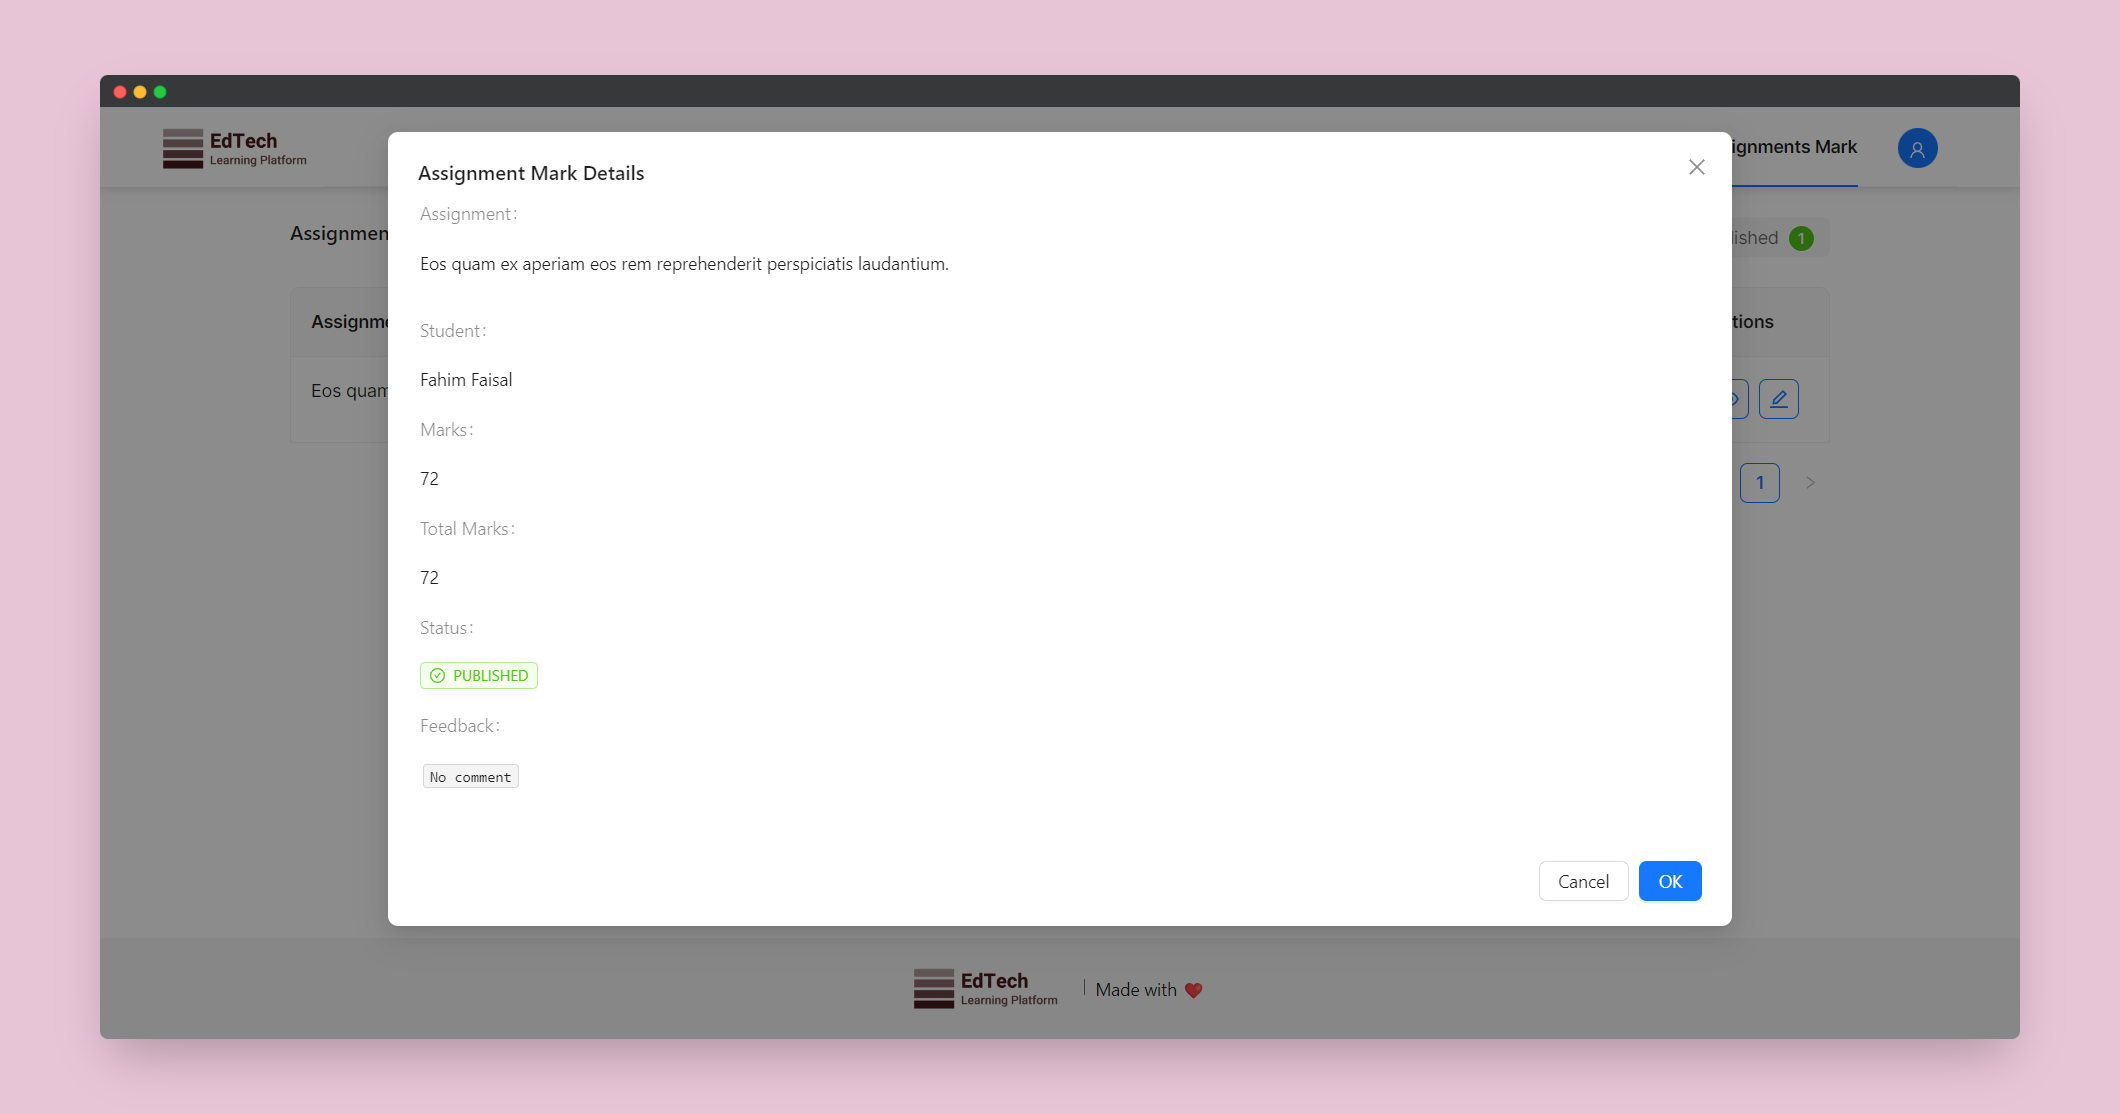 EdTech
Learning Platform
ignments Mark
Assignmen
lished 1
Assignme
tions
Eos quam
1
Assignment Mark Details
Assignment:
Eos quam ex aperiam eos rem reprehenderit perspiciatis laudantium.
Student:
Fahim Faisal
Marks:
72
Total Marks:
72
Status:
PUBLISHED
Feedback:
No comment
Cancel
OK
EdTech
Learning Platform
Made with